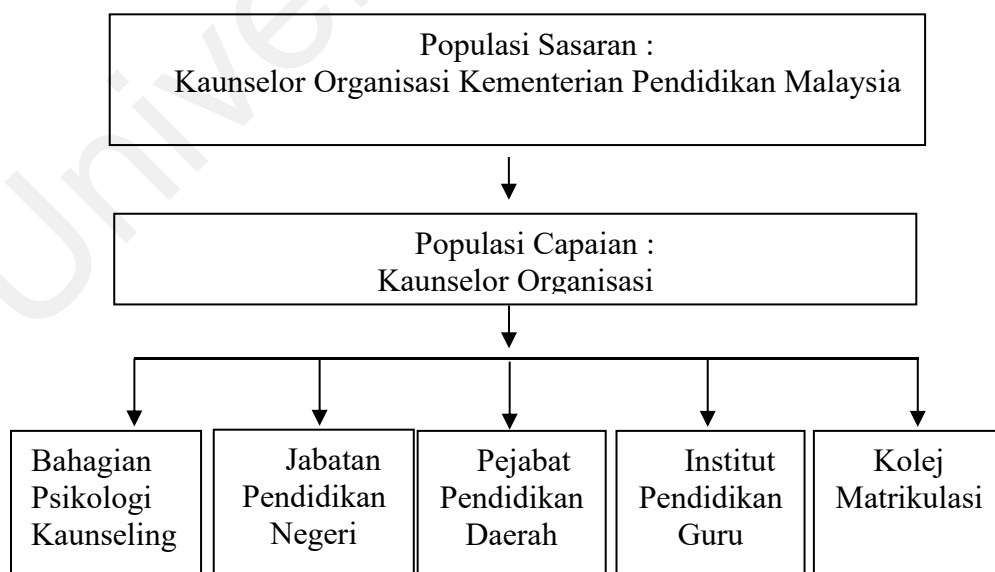 Populasi Sasaran :
Kaunselor Organisasi Kementerian Pendidikan Malaysia
Populasi Capaian :
Kaunselor Organisasi
Bahagian
Psikologi
Kaunseling
Jabatan
Pendidikan
Negeri
Pejabat
Pendidikan
Daerah
Institut
Pendidikan
Guru
Kolej
Matrikulasi